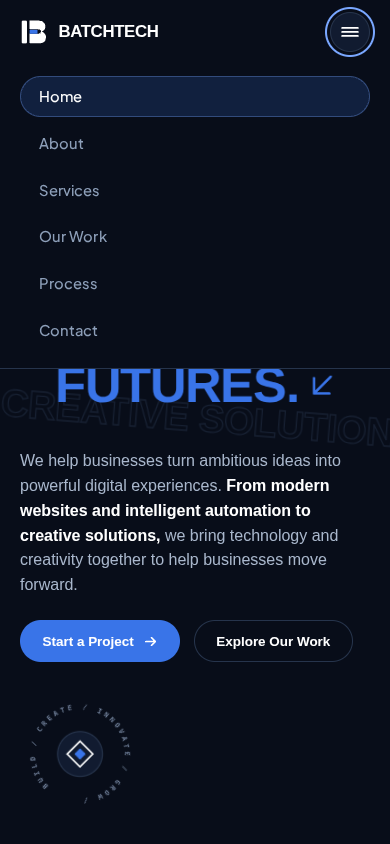 BATCHTECH
Home
About
Services
Our Work
Process
Contact
FUTURES.
CREATIVE SOLUTION
We help businesses turn ambitious ideas into
powerful digital experiences. From modern
websites and intelligent automation to
creative solutions, we bring technology and
creativity together to help businesses move
forward.
Start a Project
Explore Our Work
BUILD / CREATE / INNOVATE / GROW /